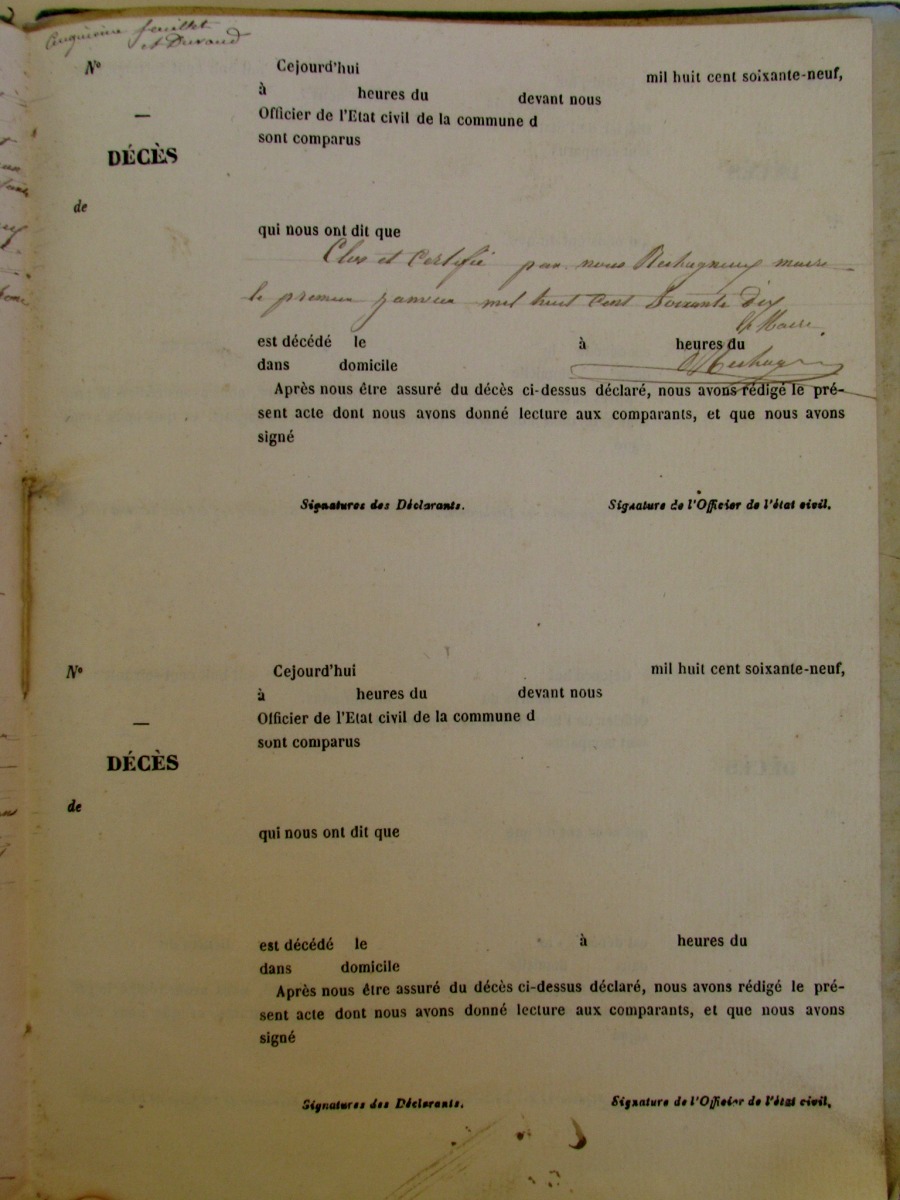 Cinquième feuillet
et Durand
N° Cejourd'hui mil huit cent soixante-neuf,
à heures du devant nous
Officier de l'Etat civil de la commune d
— sont comparus
DÉCÈS
de
qui nous ont dit que
Clos et Certifié par nous maire
le premier janvier mil huit cent soixante dix
Le Maire,
est décédé le à heures du
dans domicile
Après nous être assuré du décès ci-dessus déclaré, nous avons rédigé le pré-
sent acte dont nous avons donné lecture aux comparants, et que nous avons
signé
Signatures des Déclarants. Signature de l'Officier de l'état civil.
N° Cejourd'hui mil huit cent soixante-neuf,
à heures du devant nous
Officier de l'Etat civil de la commune d
— sont comparus
DÉCÈS
de
qui nous ont dit que
est décédé le à heures du
dans domicile
Après nous être assuré du décès ci-dessus déclaré, nous avons rédigé le pré-
sent acte dont nous avons donné lecture aux comparants, et que nous avons
signé
Signatures des Déclarants. Signature de l'Officier de l'état civil.